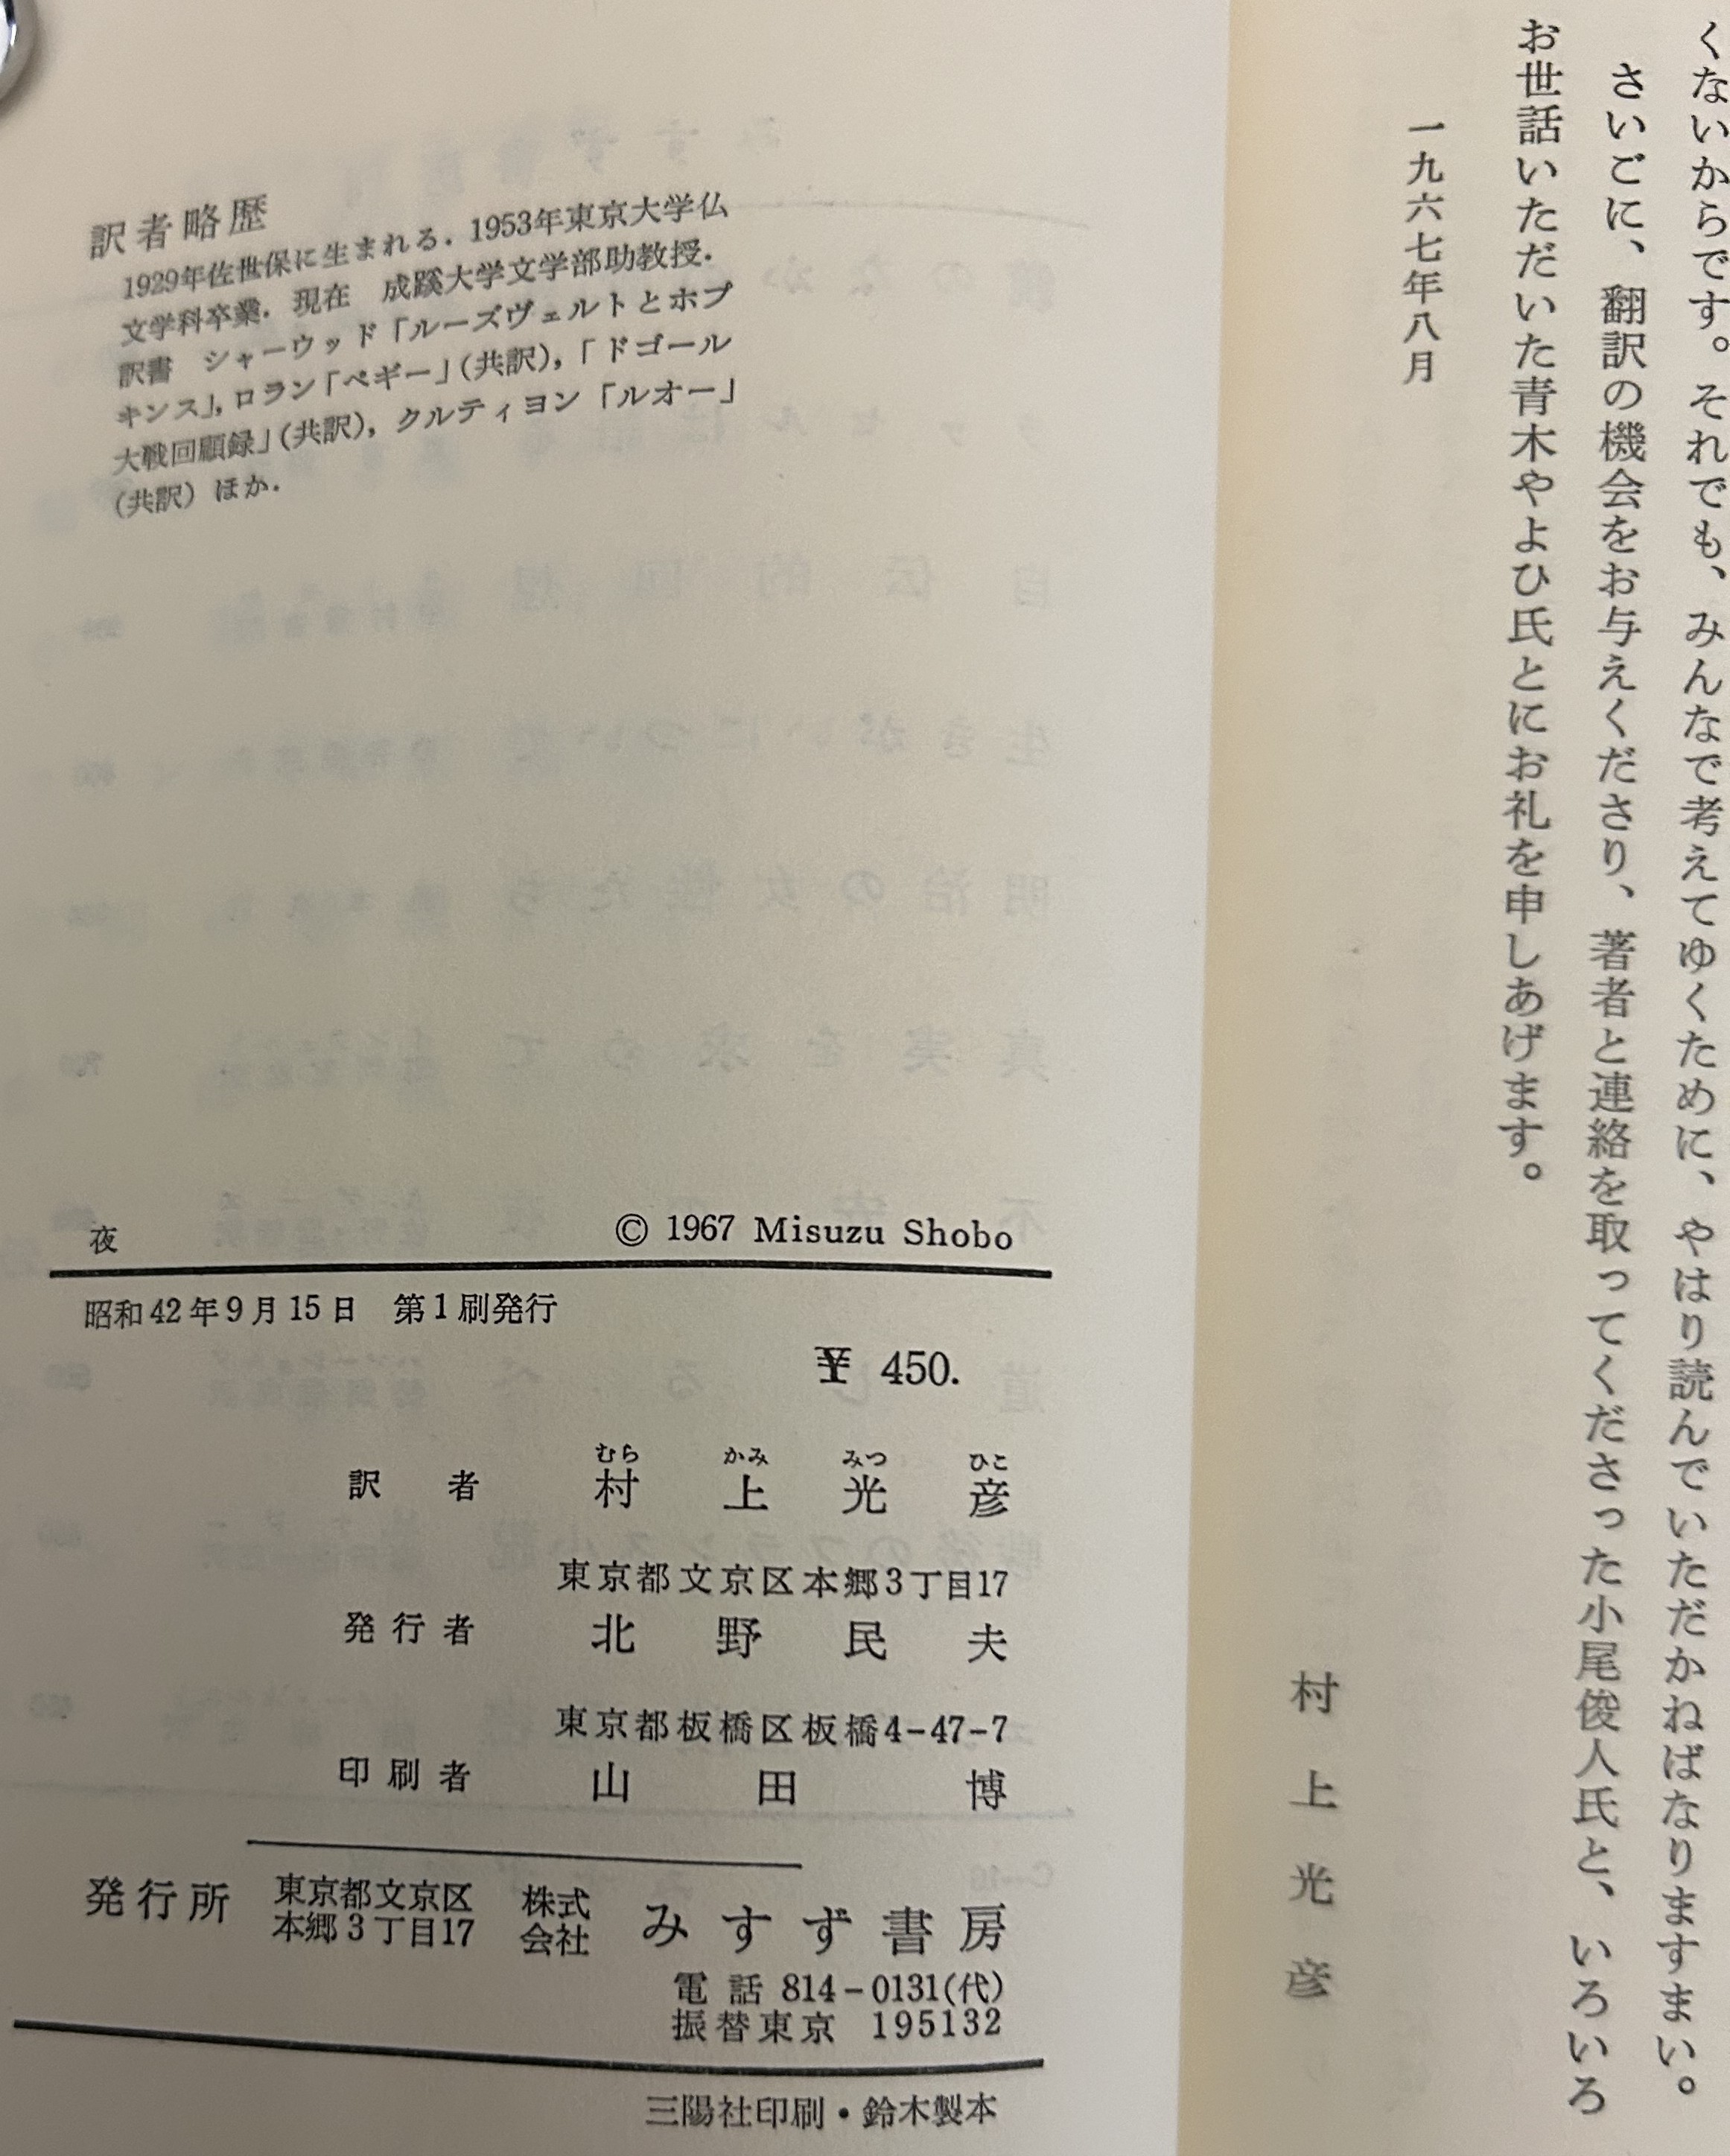 くないからです。それでも、みんなで考えてゆくために、やはり読んでいただかねばなりますまい。
さいごに、翻訳の機会をお与えくださり、著者と連絡を取ってくださった小尾俊人氏と、いろいろ
お世話いただいた青木やよひ氏とにお礼を申しあげます。
一九六七年八月
村上光彦
訳者略歴
1929年佐世保に生まれる．1953年東京大学仏
文学科卒業．現在 成蹊大学文学部助教授．
訳書 シャーウッド「ルーズヴェルトとホプ
キンス」，ロラン「ペギー」（共訳），「ドゴール
大戦回顧録」（共訳），クルティヨン「ルオー」
（共訳）ほか．
夜 © 1967 Misuzu Shobo
昭和42年9月15日 第1刷発行
¥ 450.
むら かみ みつ ひこ
訳者 村上光彦
東京都文京区本郷3丁目17
発行者 北野民夫
東京都板橋区板橋4-47-7
印刷者 山田博
発行所 東京都文京区本郷3丁目17 株式会社 みすず書房
電話 814-0131(代)
振替東京 195132
三陽社印刷・鈴木製本